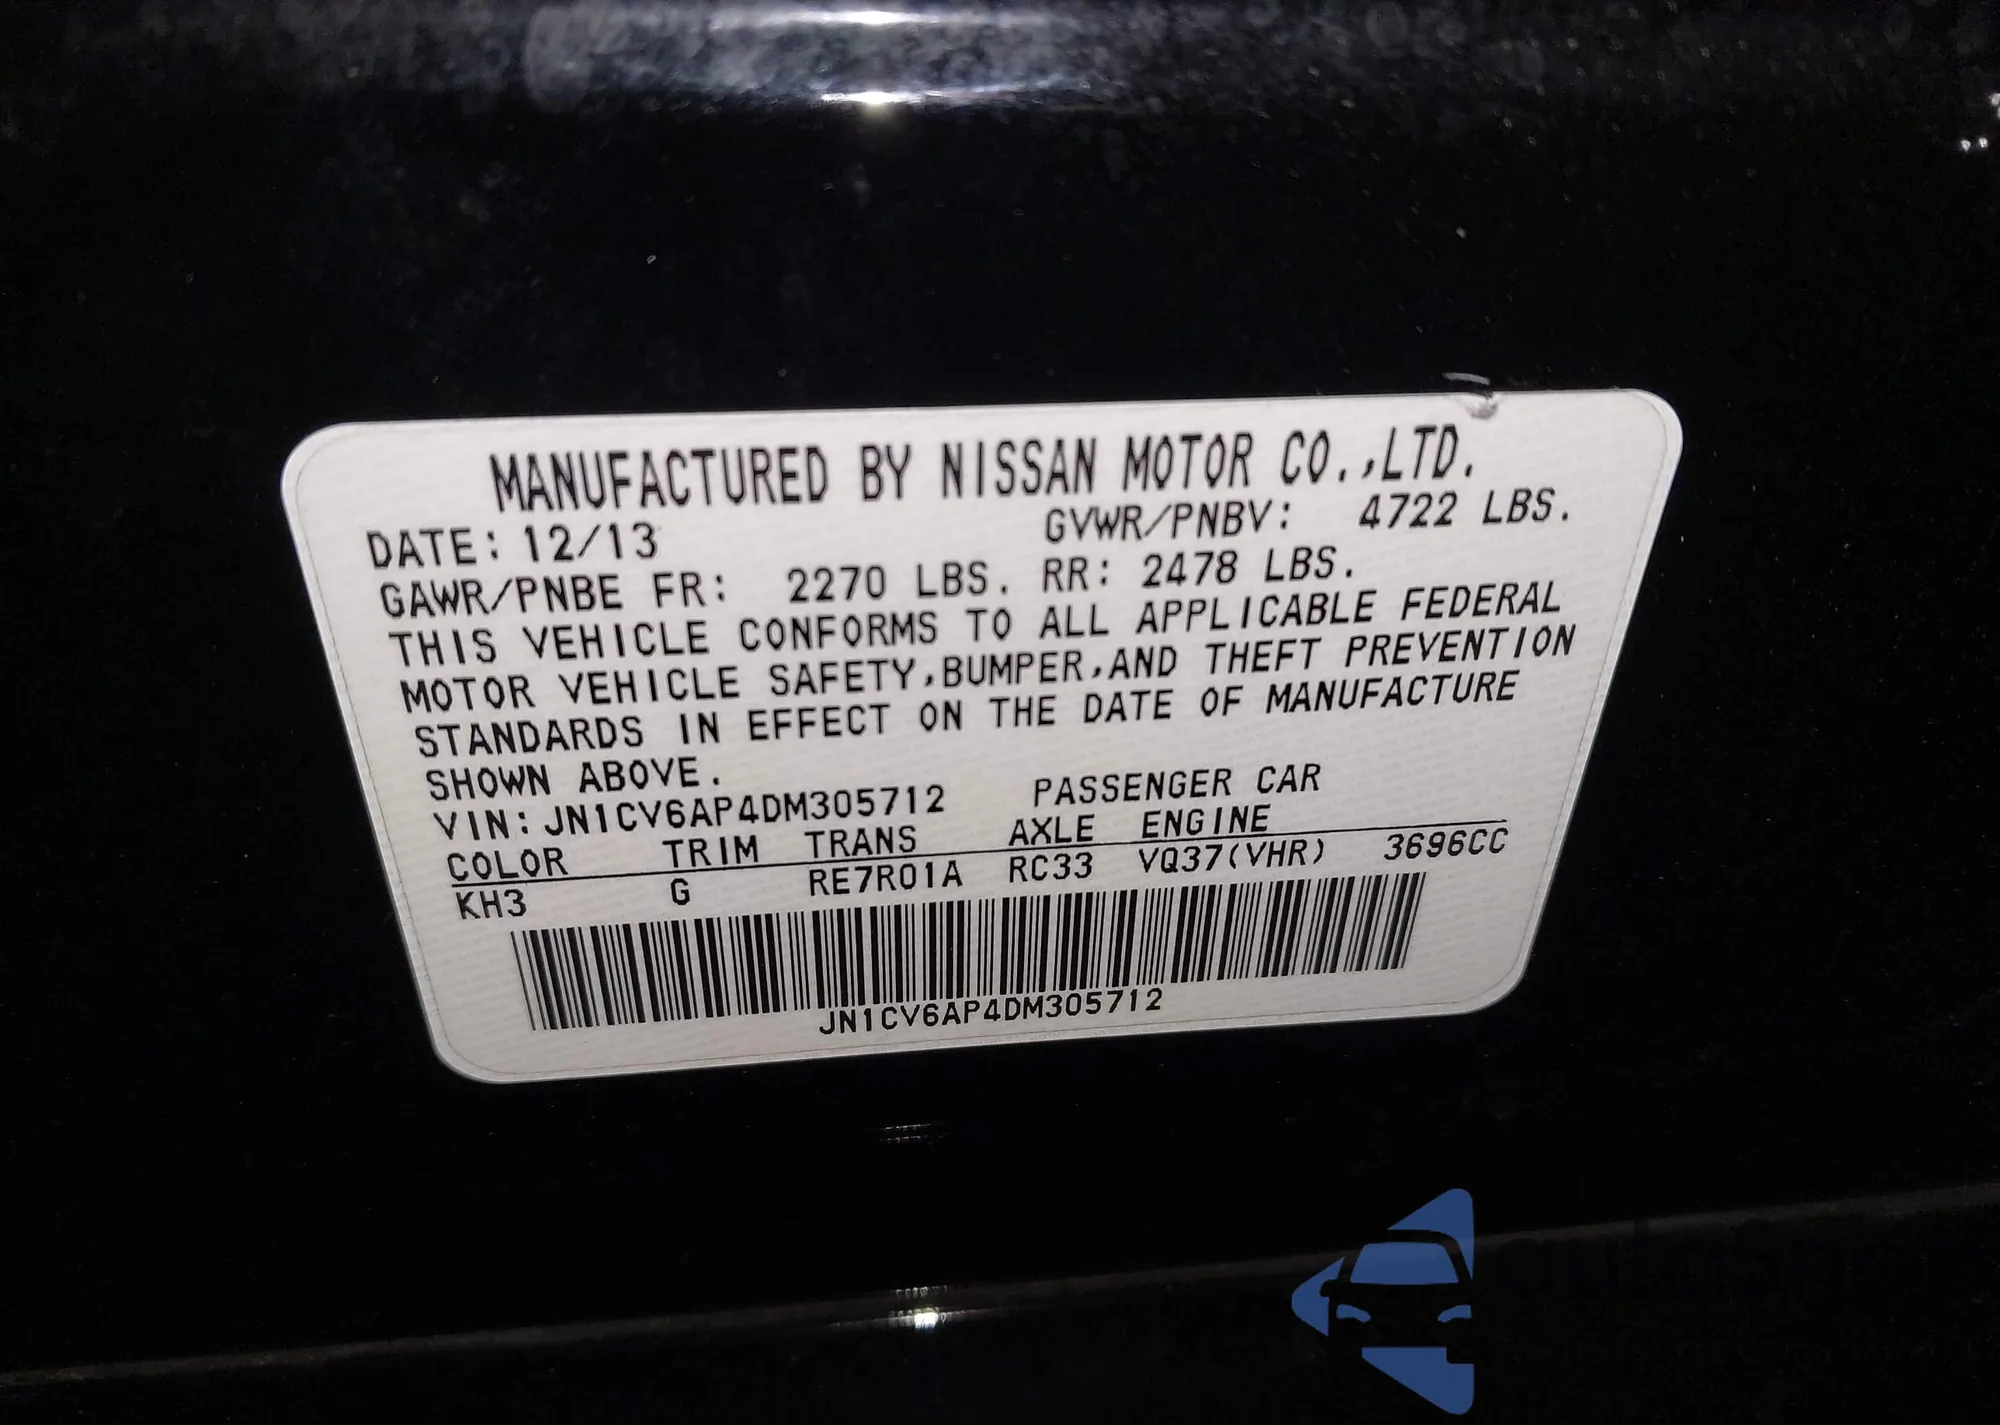 MANUFACTURED BY NISSAN MOTOR CO.,LTD.
DATE: 12/13 GVWR/PNBV: 4722 LBS.
GAWR/PNBE FR: 2270 LBS. RR: 2478 LBS.
THIS VEHICLE CONFORMS TO ALL APPLICABLE FEDERAL
MOTOR VEHICLE SAFETY,BUMPER,AND THEFT PREVENTION
STANDARDS IN EFFECT ON THE DATE OF MANUFACTURE
SHOWN ABOVE.
VIN: JN1CV6AP4DM305712 PASSENGER CAR
COLOR TRIM TRANS AXLE ENGINE
KH3 G RE7R01A RC33 VQ37(VHR) 3696CC
JN1CV6AP4DM305712